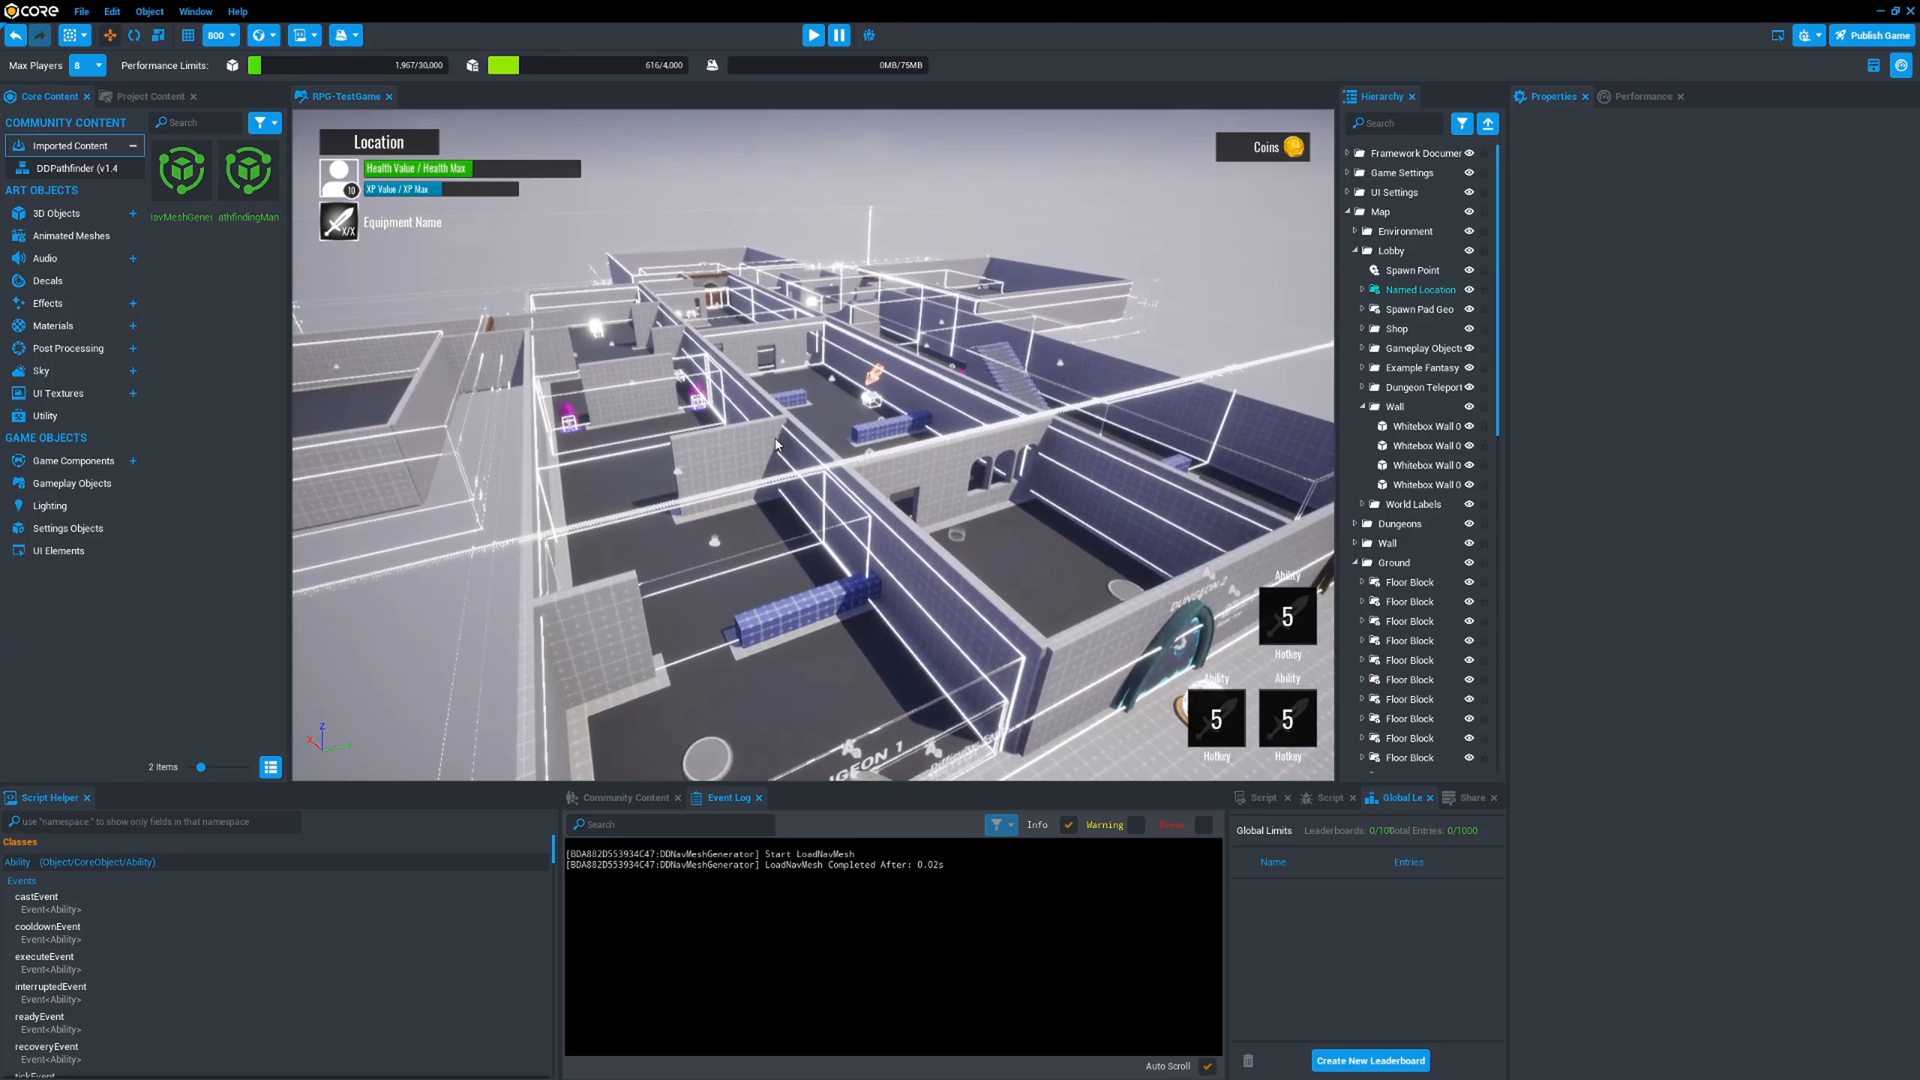 CORE File Edit Object Window Help
800 Publish Game
Max Players 8 Performance Limits: 1,967/30,000 616/4,000 0MB/75MB
Core Content Project Content
COMMUNITY CONTENT
Search
Imported Content
DDPathfinder (v1.4
ART OBJECTS
3D Objects
Animated Meshes
Audio
Decals
Effects
Materials
Post Processing
Sky
UI Textures
Utility
GAME OBJECTS
Game Components
Gameplay Objects
Lighting
Settings Objects
UI Elements
avMeshGener athfindingMan
2 Items
RPG-TestGame
Location
Health Value / Health Max
10 XP Value / XP Max
X/X Equipment Name
Coins
DUNGEON 2
GEON 1
Ability
5
Hotkey
Ability Ability
5 5
Hotkey Hotkey
Z
X Y
Hierarchy
Search
Framework Documer
Game Settings
UI Settings
Map
Environment
Lobby
Spawn Point
Named Location
Spawn Pad Geo
Shop
Gameplay Object
Example Fantasy
Dungeon Teleport
Wall
Whitebox Wall 0
Whitebox Wall 0
Whitebox Wall 0
Whitebox Wall 0
World Labels
Dungeons
Wall
Ground
Floor Block
Floor Block
Floor Block
Floor Block
Floor Block
Floor Block
Floor Block
Floor Block
Floor Block
Floor Block
Properties Performance
Script Helper
use "namespace." to show only fields in that namespace
Classes
Ability (Object/CoreObject/Ability)
Events
castEvent
Event<Ability>
cooldownEvent
Event<Ability>
executeEvent
Event<Ability>
interruptedEvent
Event<Ability>
readyEvent
Event<Ability>
recoveryEvent
Event<Ability>
tickEvent
Community Content Event Log
Search Info Warning Error
[BDA882D553934C47:DDNavMeshGenerator] Start LoadNavMesh
[BDA882D553934C47:DDNavMeshGenerator] LoadNavMesh Completed After: 0.02s
Auto Scroll
Script Script Global Le Share
Global Limits Leaderboards: 0/100 Total Entries: 0/1000
Name Entries
Create New Leaderboard